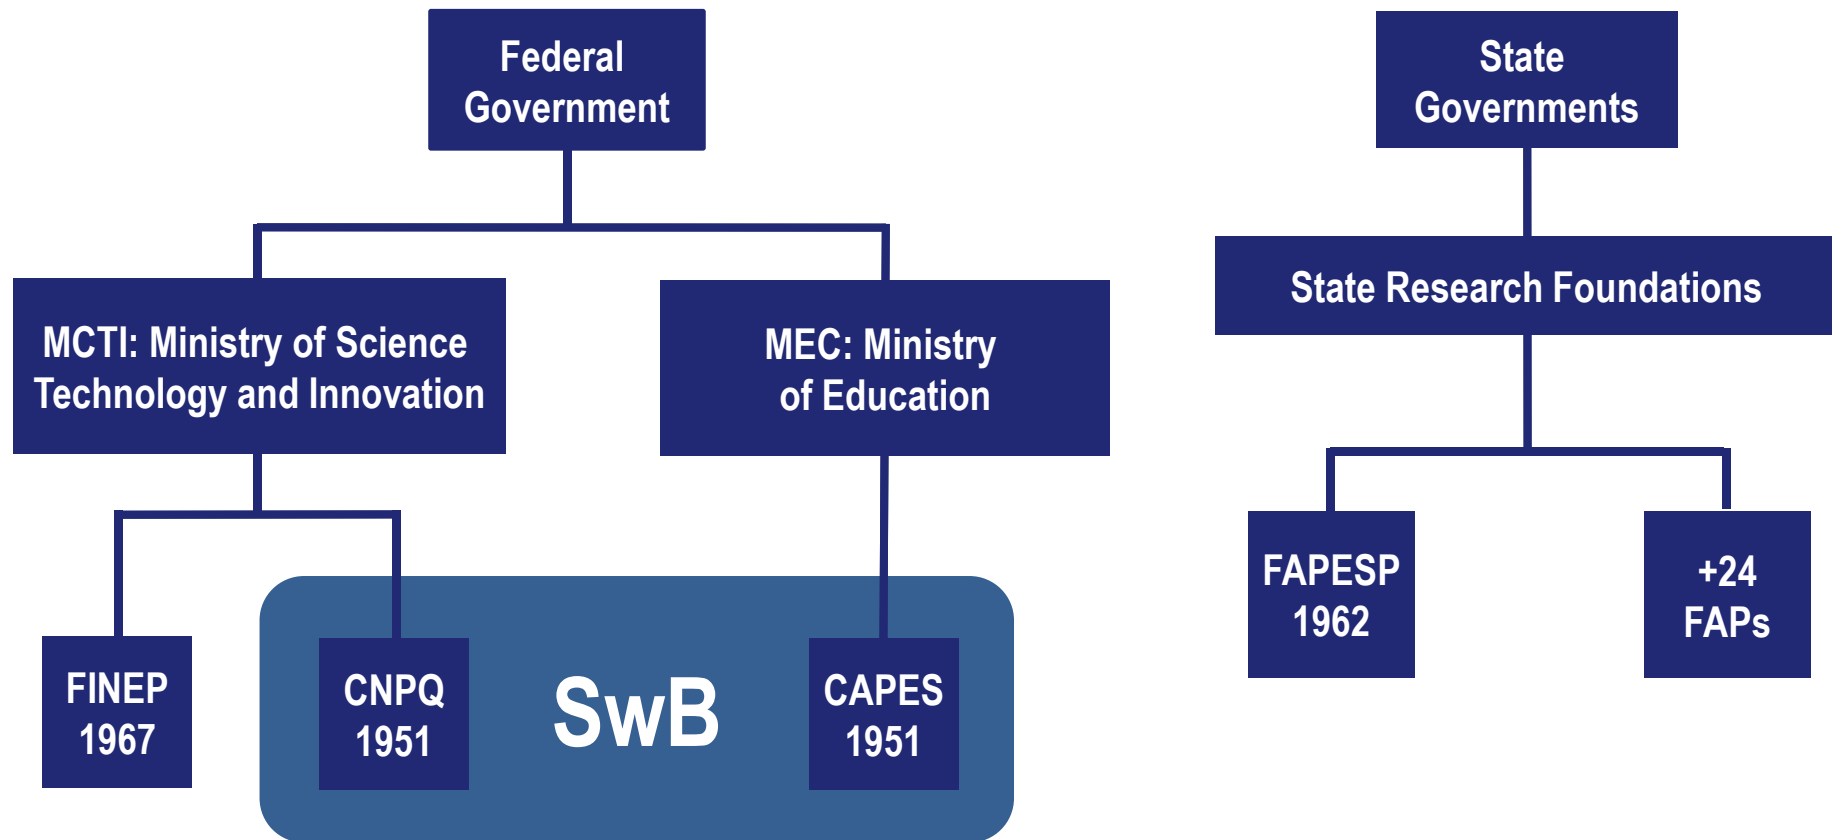 Federal
Government
State
Governments
State Research Foundations
MCTI: Ministry of Science
Technology and Innovation
MEC: Ministry
of Education
FAPESP
1962
+24
FAPs
FINEP
1967
CNPQ
1951
SwB
CAPES
1951